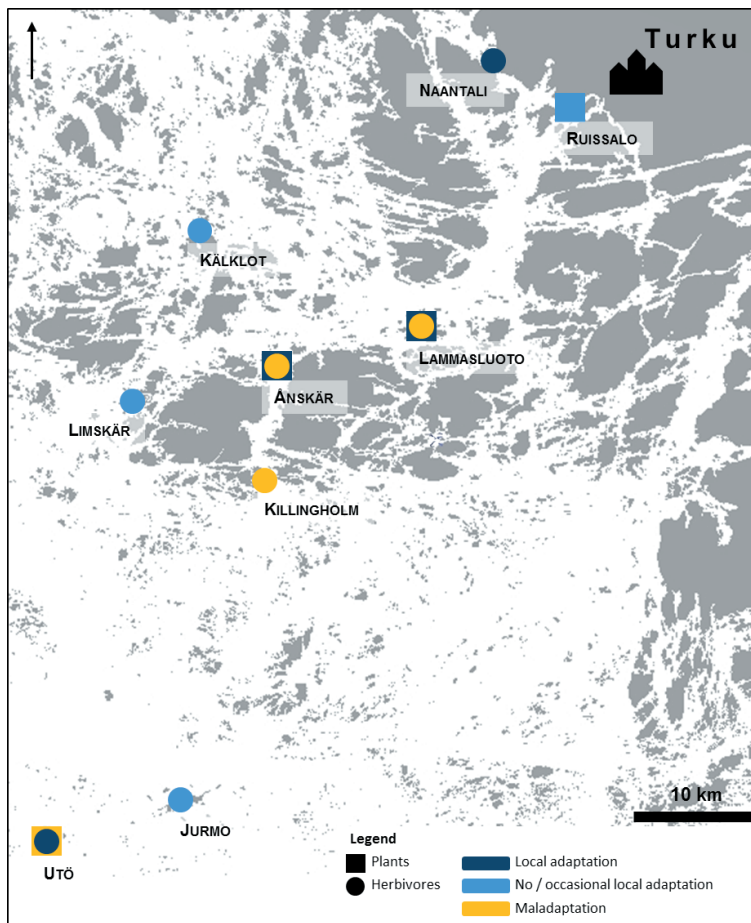 Turku
NAANTALI
RUISSALO
KÄLKLOT
LAMMASLUOTO
ANSKÄR
LIMSKÄR
KILLINGHOLM
JURMO
UTÖ
10 km
Legend
Plants
Herbivores
Local adaptation
No / occasional local adaptation
Maladaptation